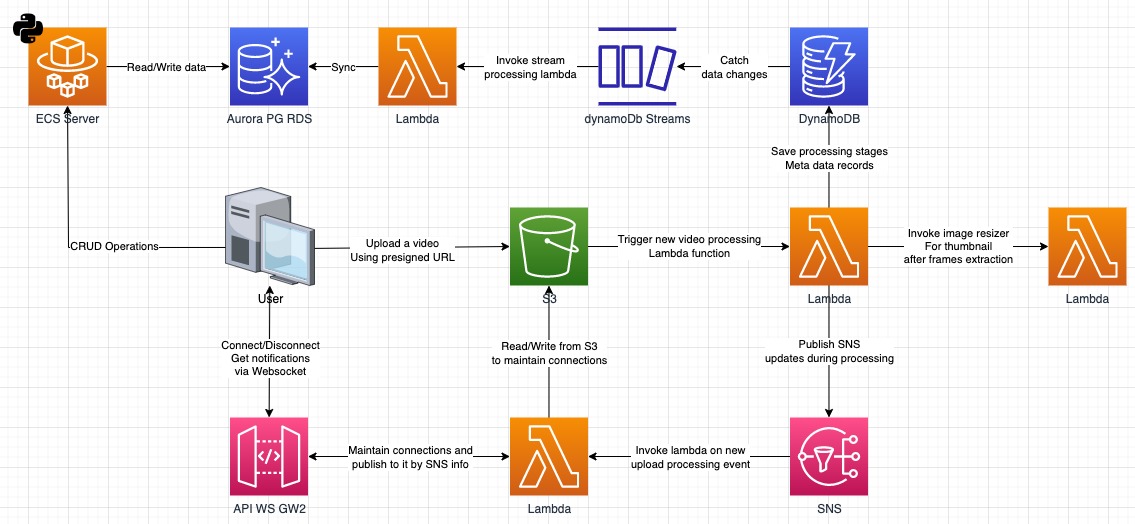 Read/Write data
Sync
Invoke stream
processing lambda
Catch
data changes
ECS Server
Aurora PG RDS
Lambda
dynamoDb Streams
DynamoDB
Save processing stages
Meta data records
CRUD Operations
Upload a video
Using presigned URL
Trigger new video processing
Lambda function
Invoke image resizer
For thumbnail
after frames extraction
User
S3
Lambda
Lambda
Connect/Disconnect
Get notifications
via Websocket
Read/Write from S3
to maintain connections
Publish SNS
updates during processing
</>
Maintain connections and
publish to it by SNS info
Invoke lambda on new
upload processing event
API WS GW2
Lambda
SNS